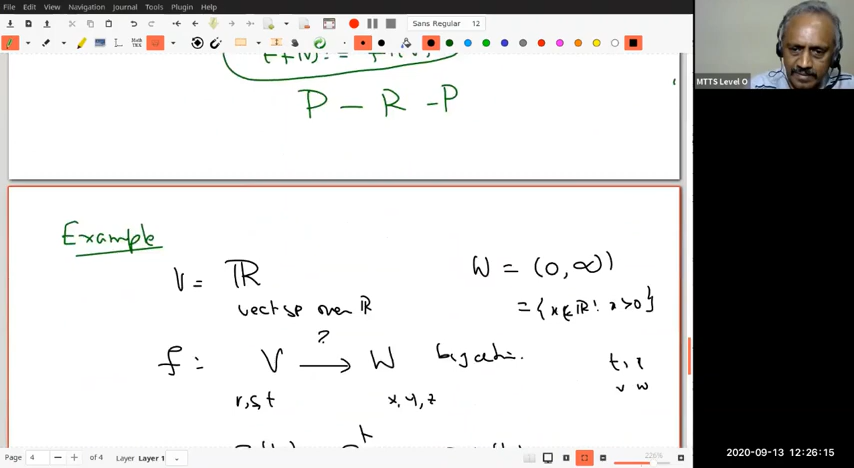 File Edit View Navigation Journal Tools Plugin Help
Sans Regular 12
MTTS Level O
P — R — P
Example
V = ℝ W = (0, ∞)
vect sp over ℝ = {x ∈ ℝ : x > 0}
?
f : V → W
r, s, t x, y, z
v w
Page 4 of 4 Layer Layer 1 226%
2020-09-13 12:26:15